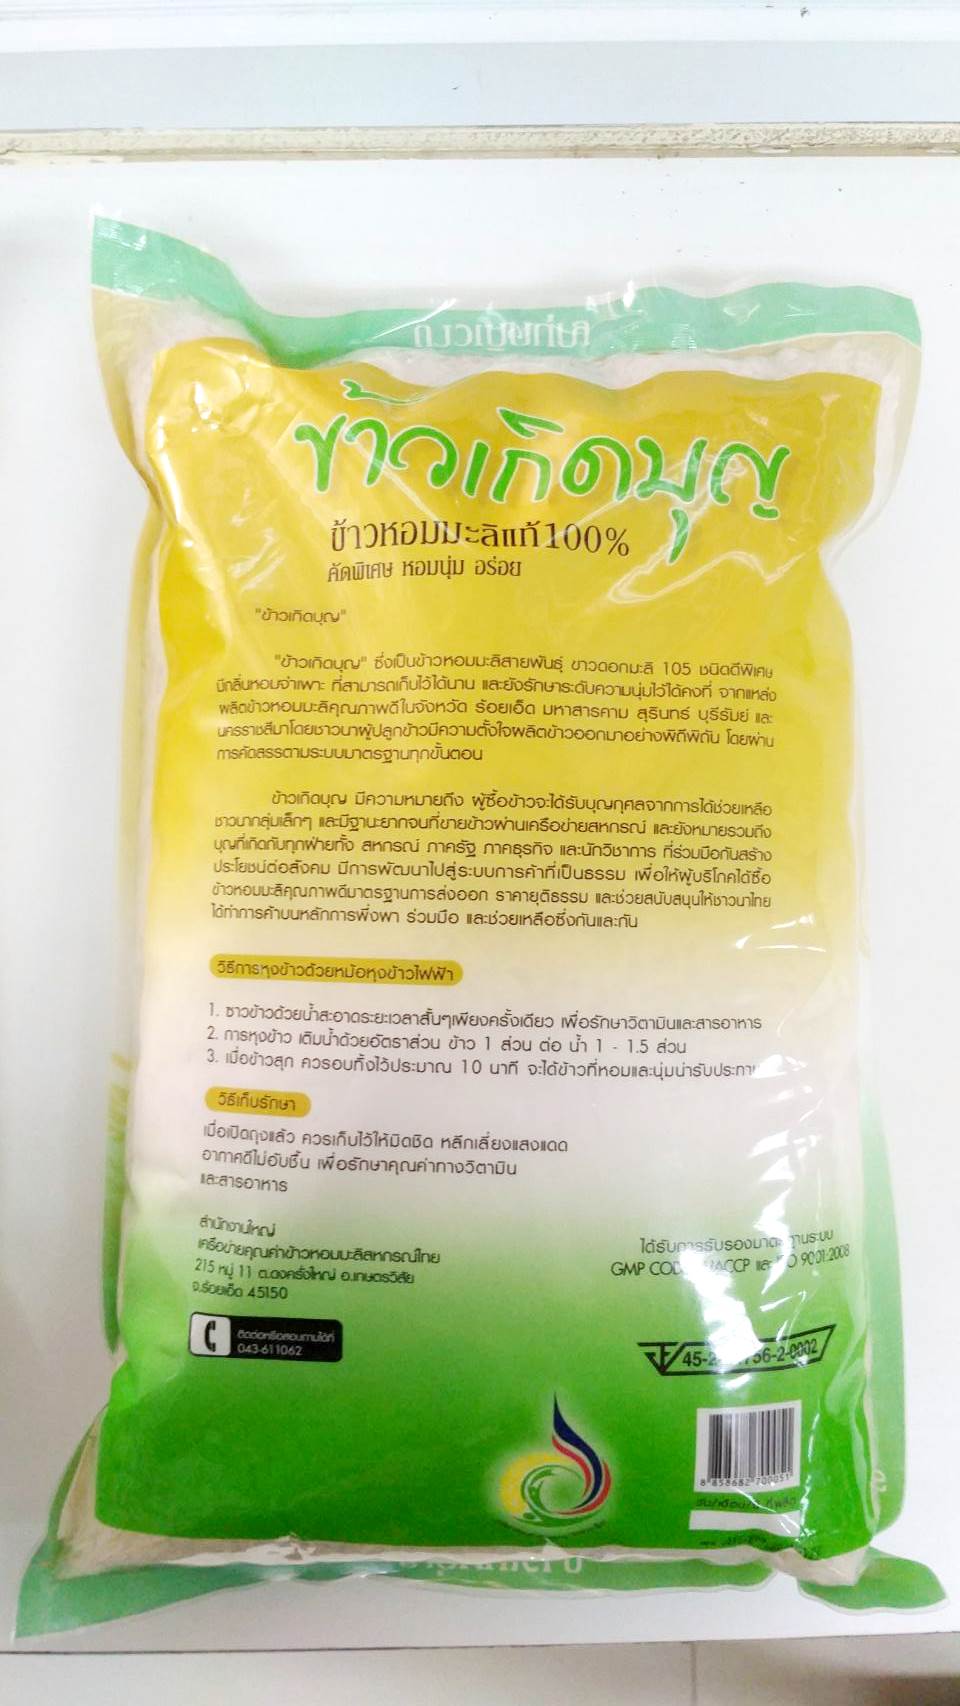 ข้าวเกิดบุญ
ข้าวหอมมะลิแท้100%
คัดพิเศษ หอมนุ่ม อร่อย
"ข้าวเกิดบุญ"
"ข้าวเกิดบุญ" ซึ่งเป็นข้าวหอมมะลิสายพันธุ์ ขาวดอกมะลิ 105 ชนิดดีพิเศษ
มีกลิ่นหอมจำเพาะ ที่สามารถเก็บไว้ได้นาน และยังรักษาระดับความนุ่มไว้ได้คงที่ จากแหล่ง
ผลิตข้าวหอมมะลิคุณภาพดีในจังหวัด ร้อยเอ็ด มหาสารคาม สุรินทร์ บุรีรัมย์ และ
นครราชสีมาโดยชาวนาผู้ปลูกข้าวมีความตั้งใจผลิตข้าวออกมาอย่างพิถีพิถัน โดยผ่าน
การคัดสรรตามระบบมาตรฐานทุกขั้นตอน
ข้าวเกิดบุญ มีความหมายถึง ผู้ซื้อข้าวจะได้รับบุญกุศลจากการได้ช่วยเหลือ
ชาวนากลุ่มเล็กๆ และมีฐานะยากจนที่ขายข้าวผ่านเครือข่ายสหกรณ์ และยังหมายรวมถึง
บุญที่เกิดกับทุกฝ่ายทั้ง สหกรณ์ ภาครัฐ ภาคธุรกิจ และนักวิชาการ ที่ร่วมมือกันสร้าง
ประโยชน์ต่อสังคม มีการพัฒนาไปสู่ระบบการค้าที่เป็นธรรม เพื่อให้ผู้บริโภคได้ซื้อ
ข้าวหอมมะลิคุณภาพดีมาตรฐานการส่งออก ราคายุติธรรม และช่วยสนับสนุนให้ชาวนาไทย
ได้ทำการค้าบนหลักการพึ่งพา ร่วมมือ และช่วยเหลือซึ่งกันและกัน
วิธีการหุงข้าวด้วยหม้อหุงข้าวไฟฟ้า
1. ซาวข้าวด้วยน้ำสะอาดระยะเวลาสั้นๆเพียงครั้งเดียว เพื่อรักษาวิตามินและสารอาหาร
2. การหุงข้าว เติมน้ำด้วยอัตราส่วน ข้าว 1 ส่วน ต่อ น้ำ 1 - 1.5 ส่วน
3. เมื่อข้าวสุก ควรอบทิ้งไว้ประมาณ 10 นาที จะได้ข้าวที่หอมและนุ่มน่ารับประทาน
วิธีเก็บรักษา
เมื่อเปิดถุงแล้ว ควรเก็บไว้ให้มิดชิด หลีกเลี่ยงแสงแดด
อากาศดีไม่อับชื้น เพื่อรักษาคุณค่าทางวิตามิน
และสารอาหาร
สำนักงานใหญ่
เครือข่ายคุณค่าข้าวหอมมะลิสหกรณ์ไทย
215 หมู่ 11 ต.ดงครั่งใหญ่ อ.เกษตรวิสัย
จ.ร้อยเอ็ด 45150
ติดต่อหรือสอบถามได้ที่
043-611062
ได้รับการรับรองมาตรฐานระบบ
GMP HACCP และ ISO 9001:2008
8 858682 700051